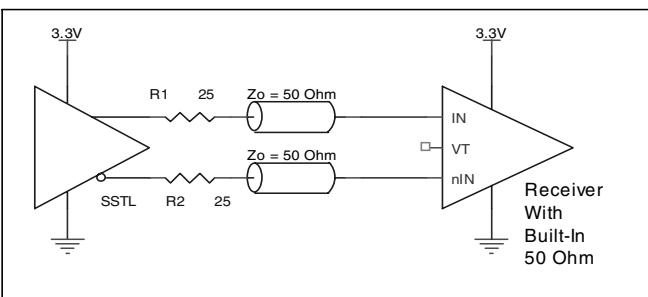 3.3V
3.3V
R1 25
Zo = 50 Ohm
IN
VT
Zo = 50 Ohm
nIN
SSTL
R2 25
Receiver
With
Built-In
50 Ohm